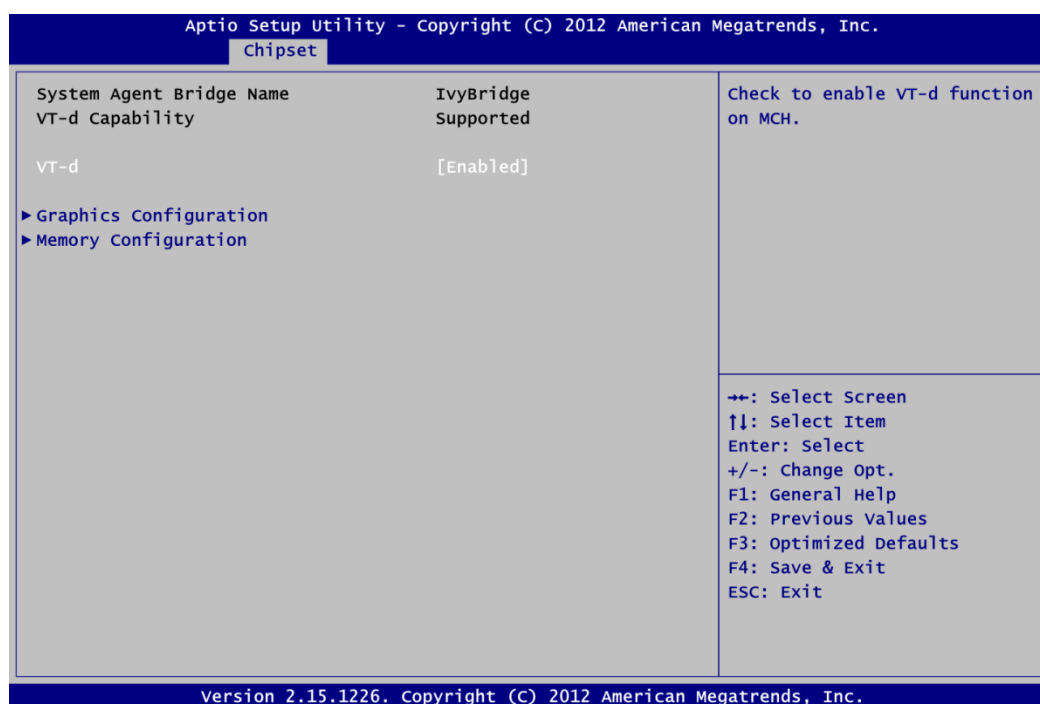 Aptio Setup Utility - Copyright (C) 2012 American Megatrends, Inc.
Chipset
System Agent Bridge Name IvyBridge
VT-d Capability Supported
VT-d [Enabled]
▶ Graphics Configuration
▶ Memory Configuration
Check to enable VT-d function
on MCH.
→←: Select Screen
↑↓: Select Item
Enter: Select
+/-: Change Opt.
F1: General Help
F2: Previous Values
F3: Optimized Defaults
F4: Save & Exit
ESC: Exit
Version 2.15.1226. Copyright (C) 2012 American Megatrends, Inc.